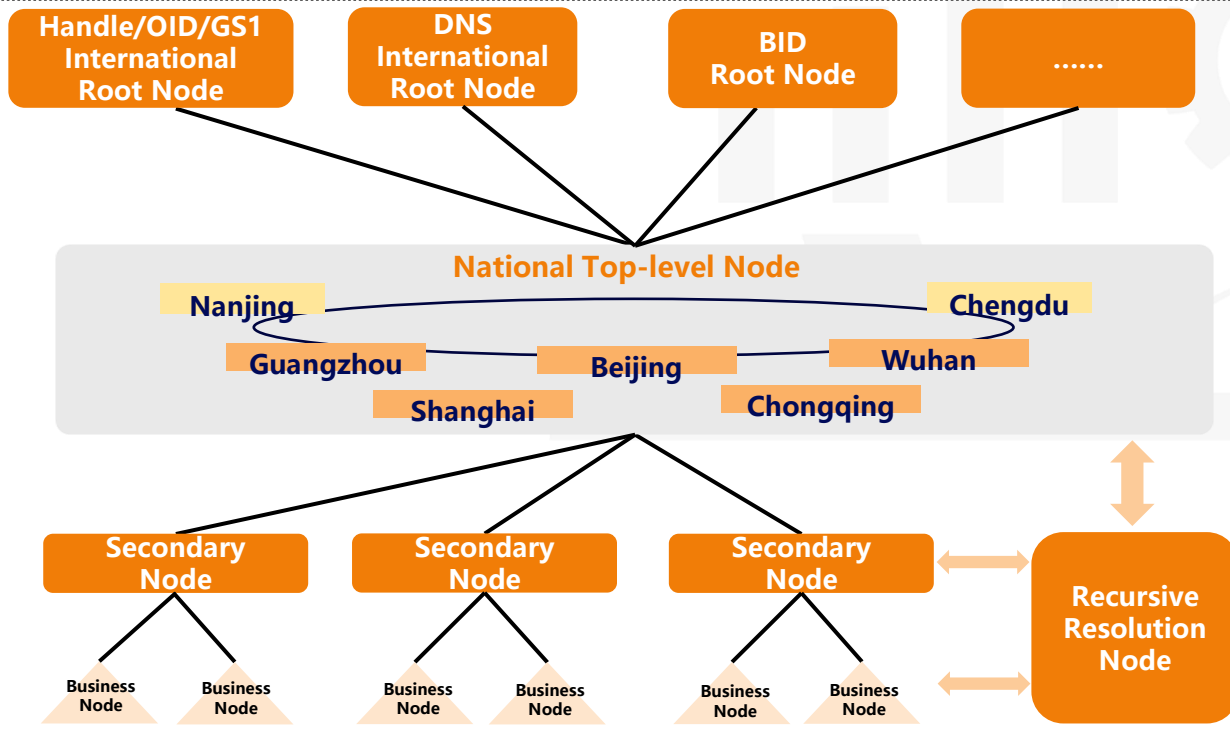 Handle/OID/GS1
International
Root Node
DNS
International
Root Node
BID
Root Node
......
National Top-level Node
Nanjing
Chengdu
Guangzhou
Beijing
Wuhan
Shanghai
Chongqing
Secondary
Node
Secondary
Node
Secondary
Node
Recursive
Resolution
Node
Business
Node
Business
Node
Business
Node
Business
Node
Business
Node
Business
Node